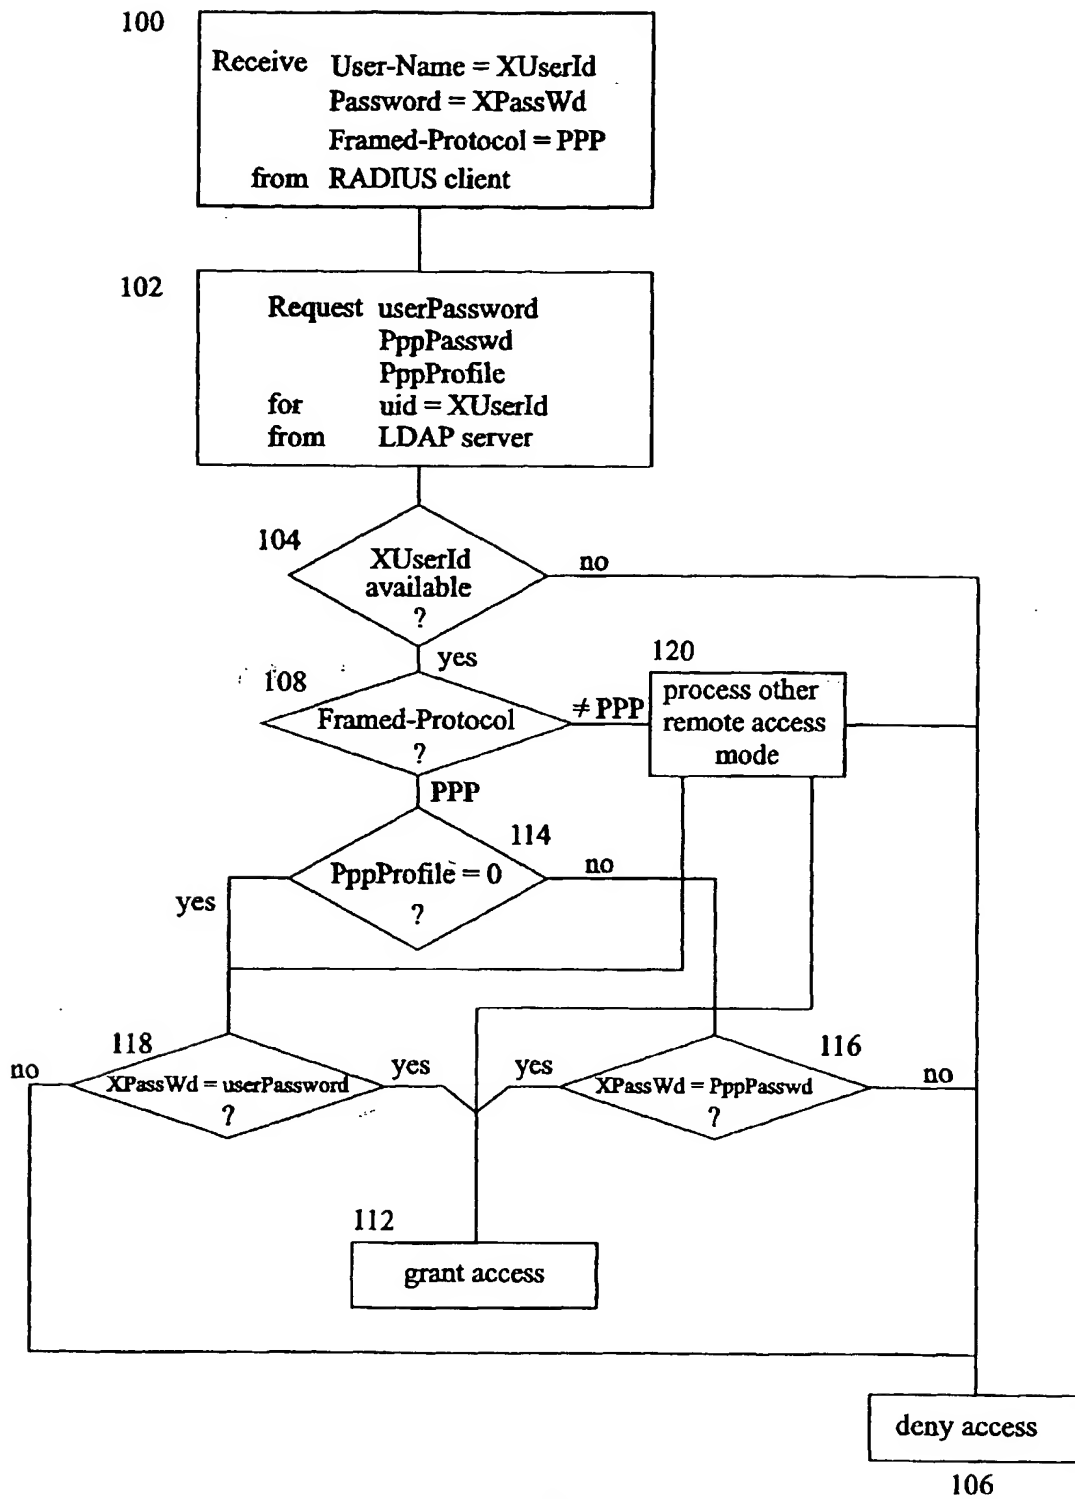 100
Receive User-Name = XUserId
Password = XPassWd
Framed-Protocol = PPP
from RADIUS client
102
Request userPassword
PppPasswd
PppProfile
for uid = XUserId
from LDAP server
104
XUserId
available
?
no
yes
108
Framed-Protocol
?
≠ PPP
120
process other
remote access
mode
PPP
114
PppProfile = 0
?
no
yes
118
XPassWd = userPassword
?
no
yes
116
XPassWd = PppPasswd
?
yes
no
112
grant access
deny access
106